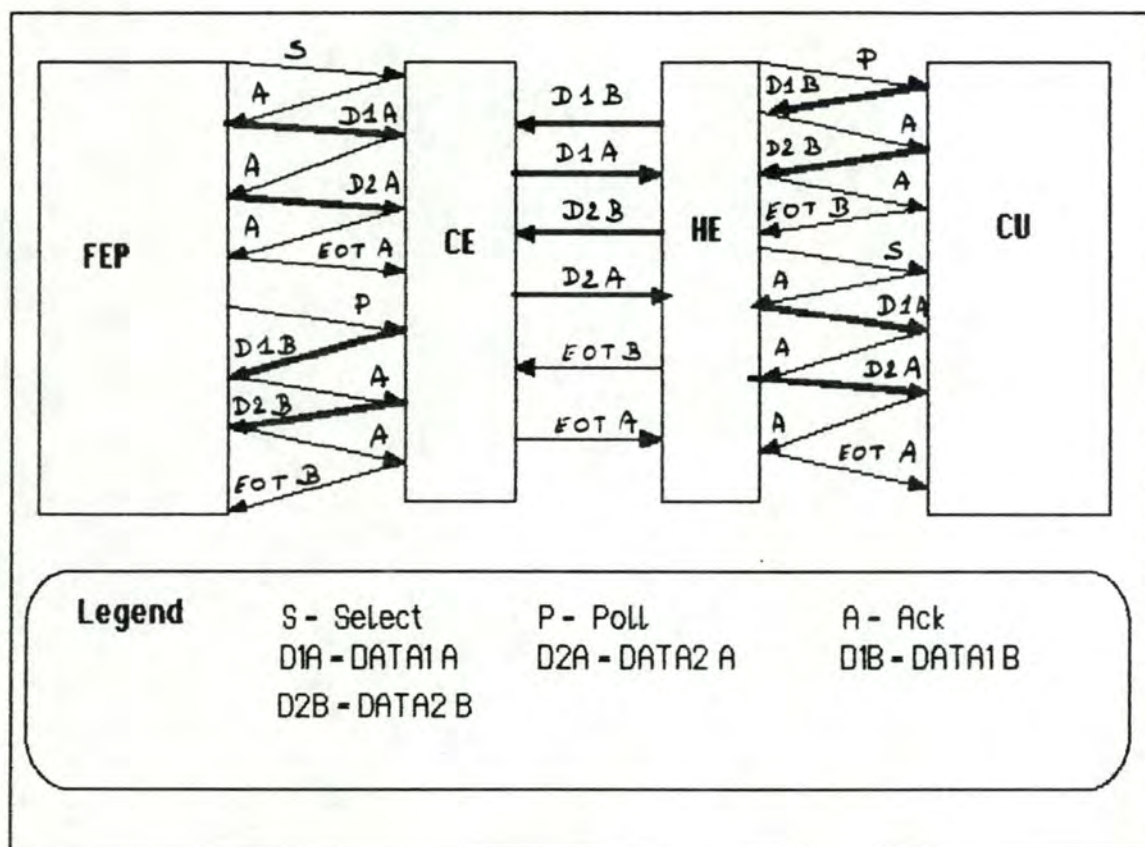 S
A
D1A
A
D2A
A
EOT A
P
D1B
A
D2B
A
EOT B
FEP
CE
D1B
D1A
D2B
D2A
EOT B
EOT A
HE
P
D1B
A
D2B
A
EOT B
S
A
D1A
A
D2A
A
EOT A
CU
Legend
S - Select
P - Poll
A - Ack
D1A - DATA1 A
D2A - DATA2 A
D1B - DATA1 B
D2B - DATA2 B